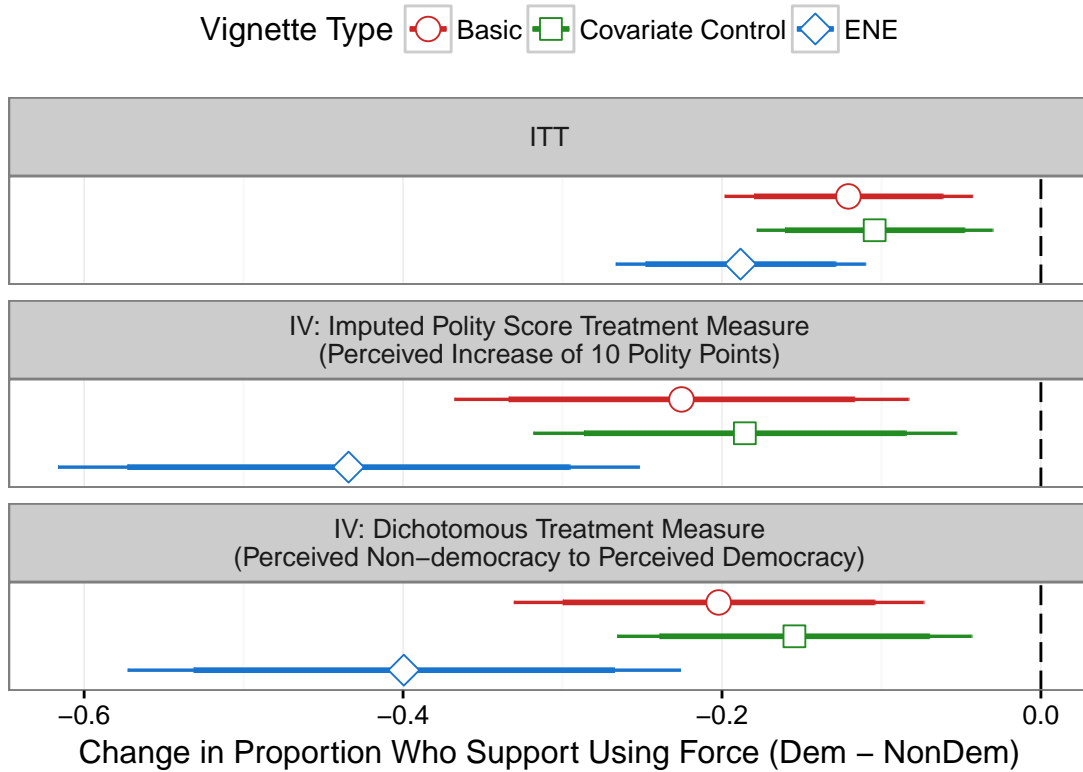 Vignette Type Basic Covariate Control ENE
ITT
IV: Imputed Polity Score Treatment Measure
(Perceived Increase of 10 Polity Points)
IV: Dichotomous Treatment Measure
(Perceived Non−democracy to Perceived Democracy)
−0.6 −0.4 −0.2 0.0
Change in Proportion Who Support Using Force (Dem − NonDem)